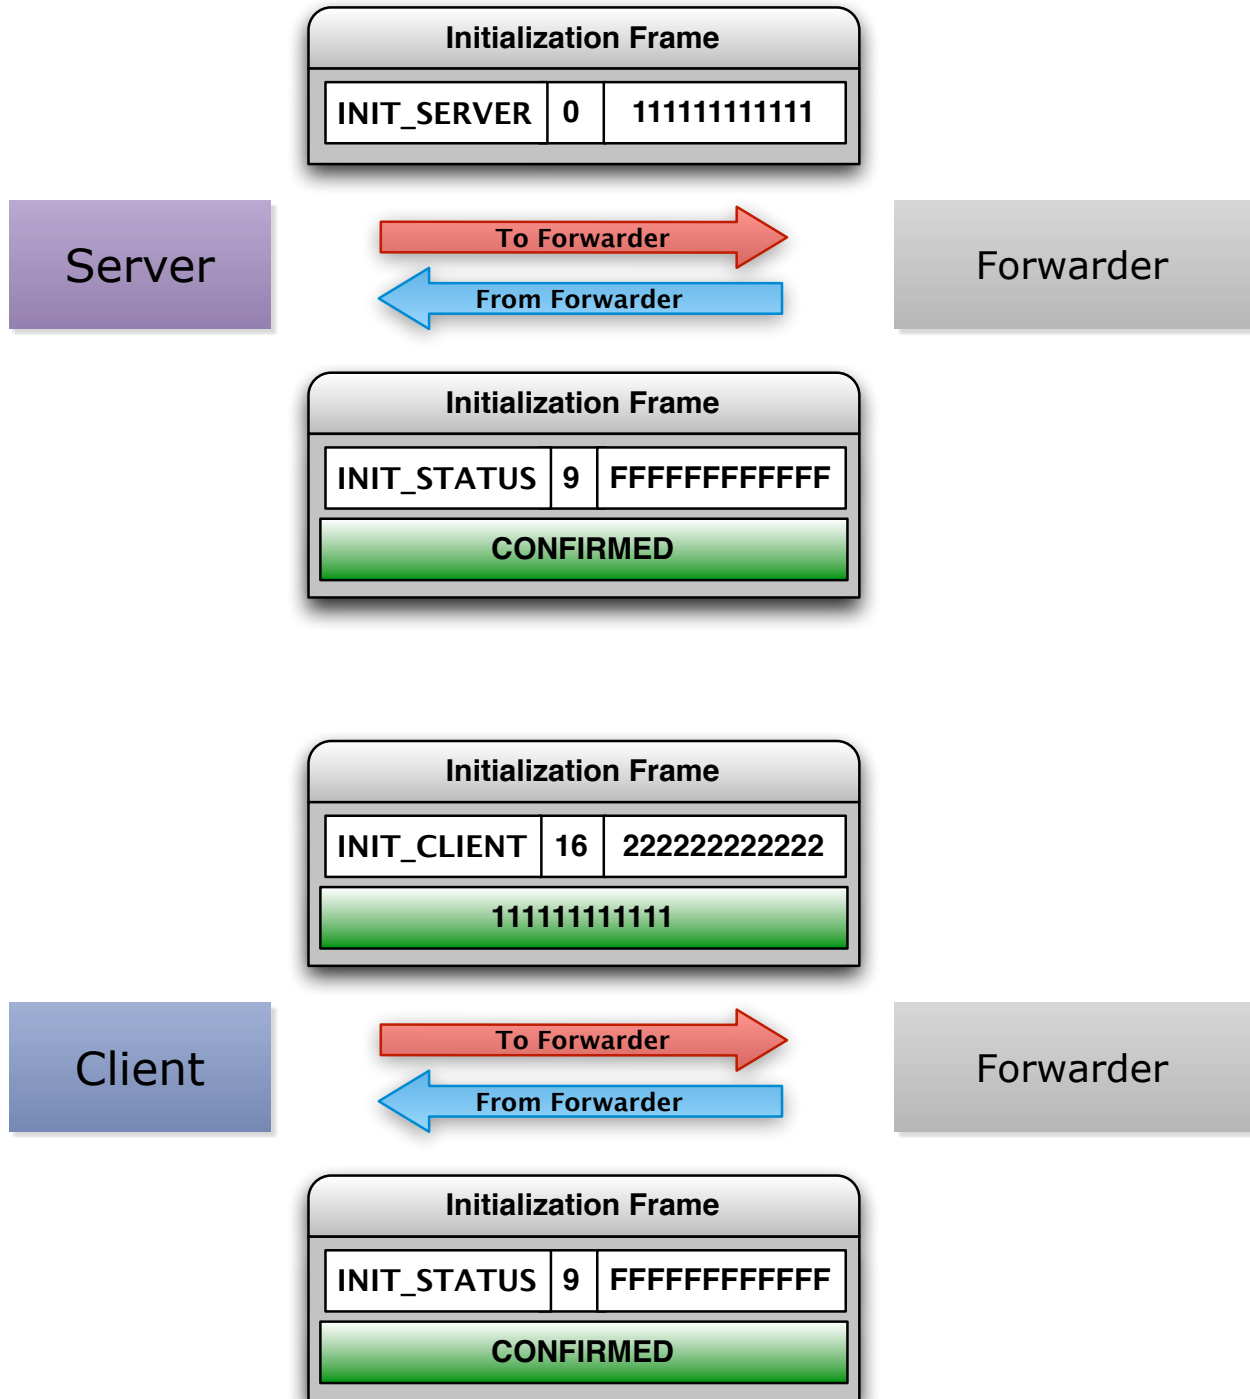 Initialization Frame
INIT_SERVER 0 111111111111
Server
To Forwarder
From Forwarder
Forwarder
Initialization Frame
INIT_STATUS 9 FFFFFFFFFFFF
CONFIRMED
Initialization Frame
INIT_CLIENT 16 222222222222
111111111111
Client
To Forwarder
From Forwarder
Forwarder
Initialization Frame
INIT_STATUS 9 FFFFFFFFFFFF
CONFIRMED